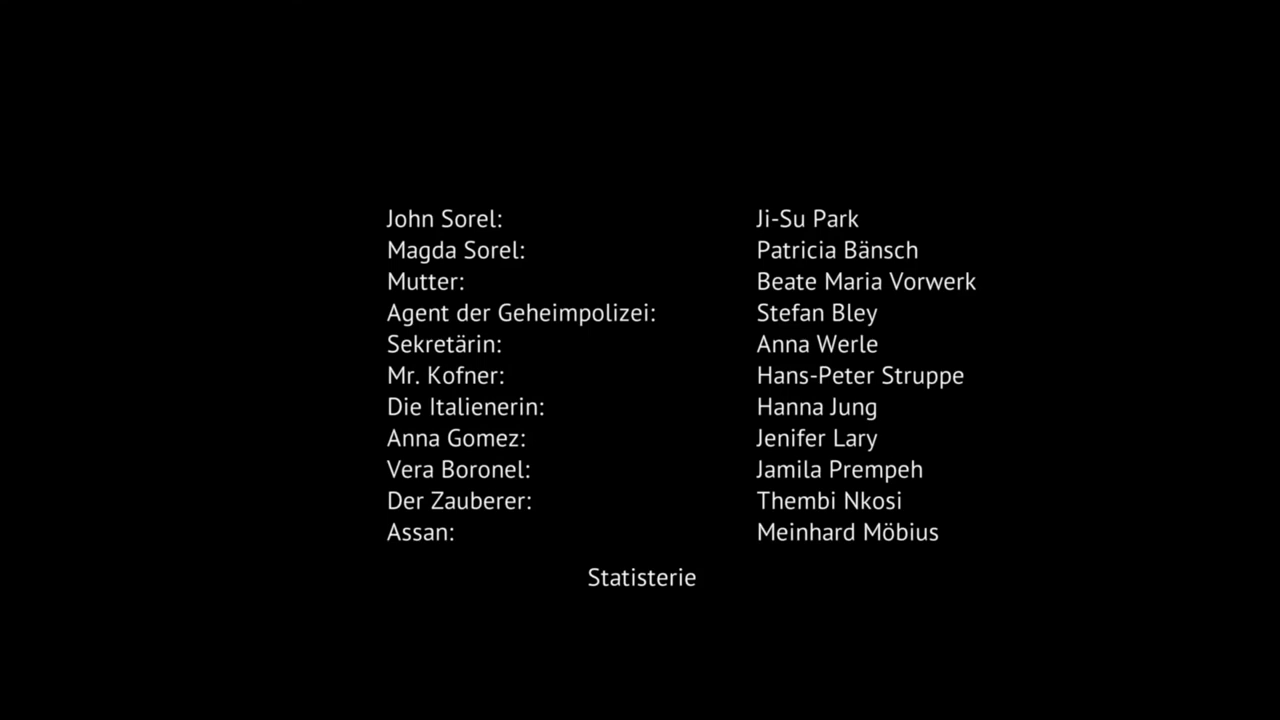 John Sorel: Ji-Su Park
Magda Sorel: Patricia Bänsch
Mutter: Beate Maria Vorwerk
Agent der Geheimpolizei: Stefan Bley
Sekretärin: Anna Werle
Mr. Kofner: Hans-Peter Struppe
Die Italienerin: Hanna Jung
Anna Gomez: Jenifer Lary
Vera Boronel: Jamila Prempeh
Der Zauberer: Thembi Nkosi
Assan: Meinhard Möbius
Statisterie